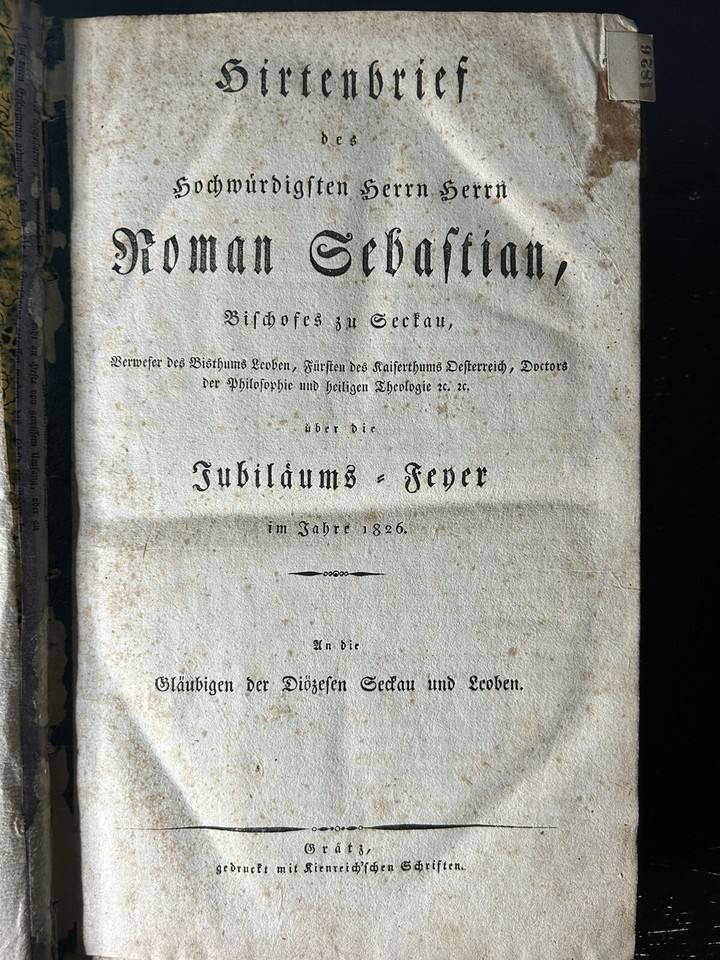 1826
Hirtenbrief
des
Hochwürdigsten Herrn Herrn
Roman Sebastian,
Bischofes zu Seckau,
Verweser des Bisthums Leoben, Fürsten des Kaiserthums Oesterreich, Doctors
der Philosophie und heiligen Theologie ꝛc. ꝛc.
über die
Jubiläums-Feyer
im Jahre 1826.
An die
Gläubigen der Diözesen Seckau und Leoben.
Grätz,
gedruckt mit Kienreich'schen Schriften.